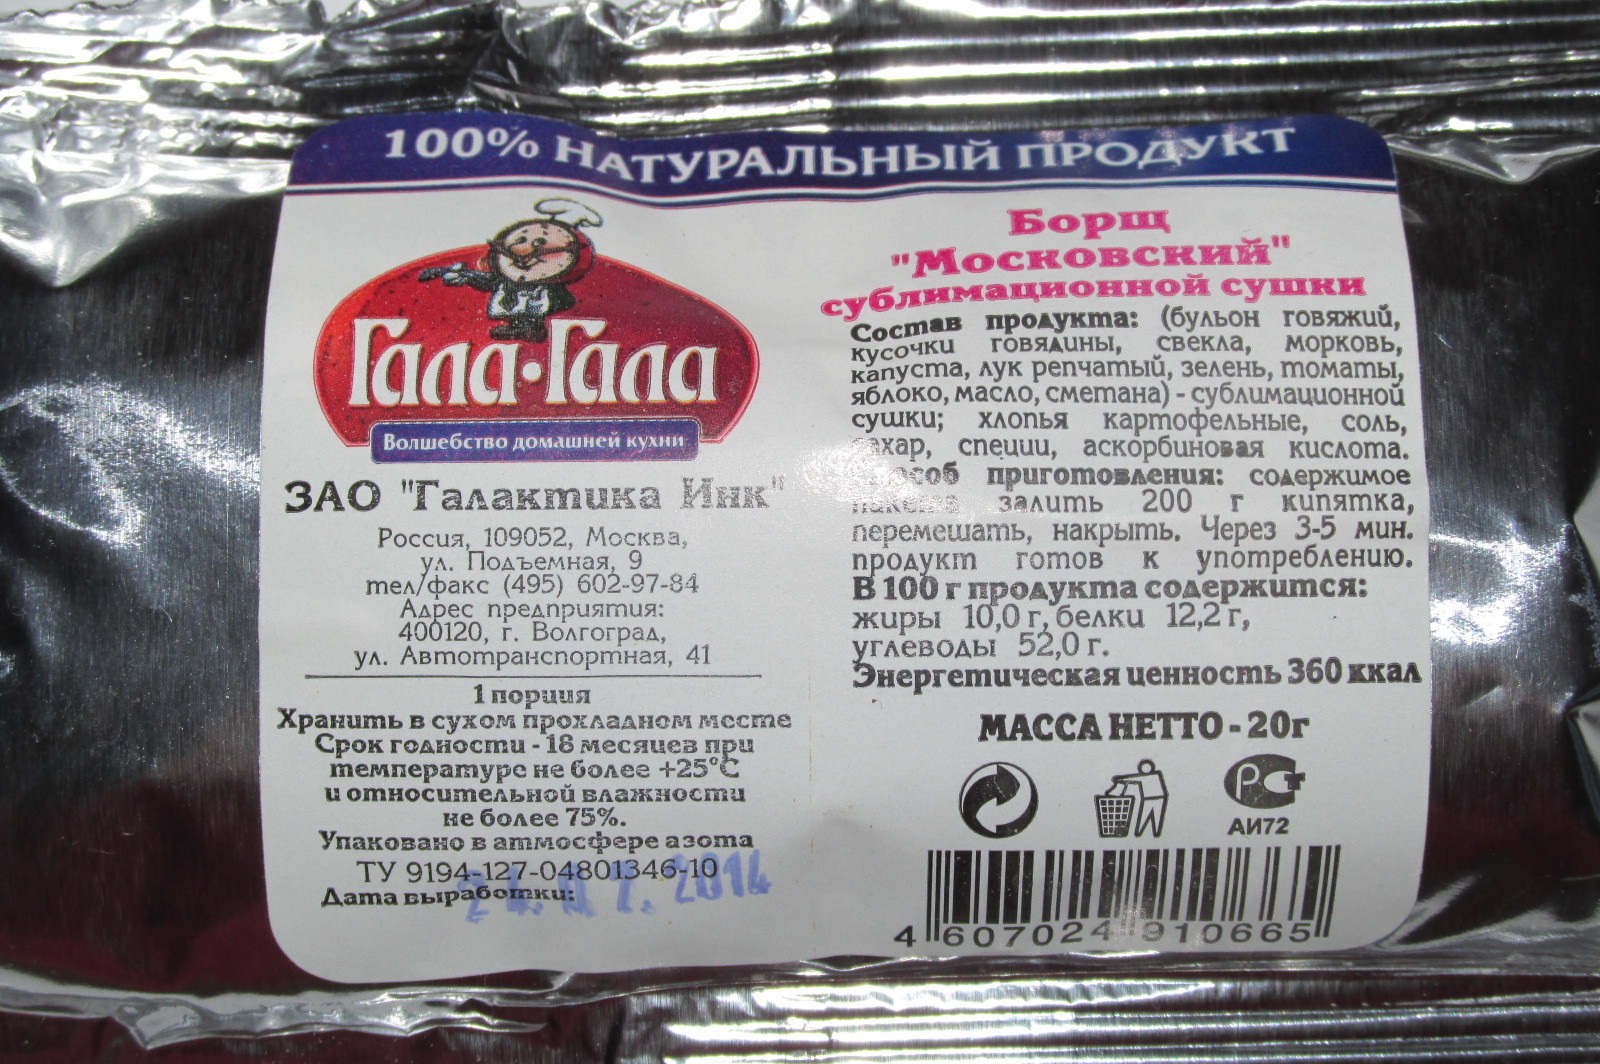 100% НАТУРАЛЬНЫЙ ПРОДУКТ
Гала·Гала
Волшебство домашней кухни
ЗАО "Галактика Инк"
Россия, 109052, Москва,
ул. Подъемная, 9
тел/факс (495) 602-97-84
Адрес предприятия:
400120, г. Волгоград,
ул. Автотранспортная, 41
1 порция
Хранить в сухом прохладном месте
Срок годности - 18 месяцев при
температуре не более +25°С
и относительной влажности
не более 75%.
Упаковано в атмосфере азота
ТУ 9194-127-04801346-10
Дата выработки:
2014
Борщ
"Московский"
сублимационной сушки
Состав продукта: (бульон говяжий,
кусочки говядины, свекла, морковь,
капуста, лук репчатый, зелень, томаты,
яблоко, масло, сметана) - сублимационной
сушки; хлопья картофельные, соль,
сахар, специи, аскорбиновая кислота.
Способ приготовления: содержимое
пакета залить 200 г кипятка,
перемешать, накрыть. Через 3-5 мин.
продукт готов к употреблению.
В 100 г продукта содержится:
жиры 10,0 г, белки 12,2 г,
углеводы 52,0 г.
Энергетическая ценность 360 ккал
МАССА НЕТТО - 20г
РСТ
АИ72
4 607024 910665